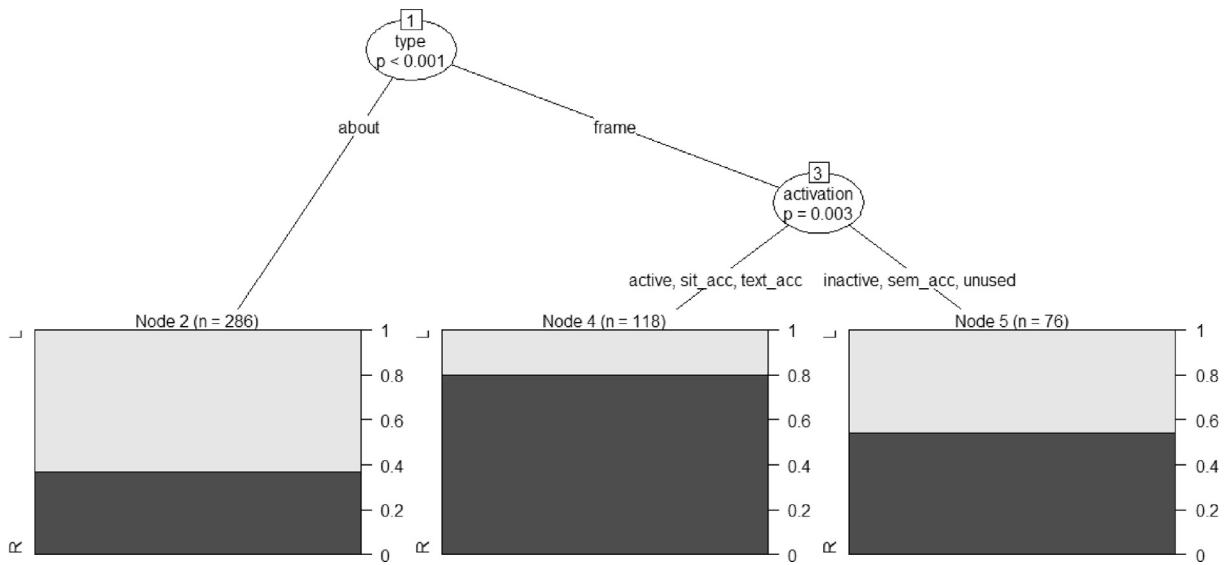 1
type
p < 0.001
about
frame
3
activation
p = 0.003
active, sit_acc, text_acc
inactive, sem_acc, unused
Node 2 (n = 286)
L
R
1
0.8
0.6
0.4
0.2
0
Node 4 (n = 118)
L
R
1
0.8
0.6
0.4
0.2
0
Node 5 (n = 76)
L
R
1
0.8
0.6
0.4
0.2
0